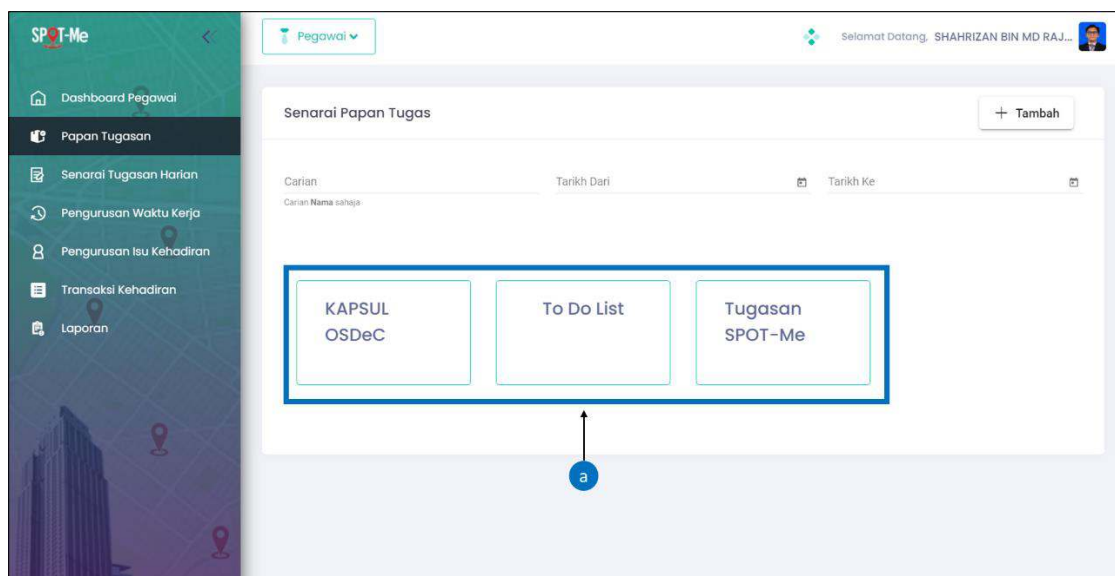 SPOT-Me
Pegawai
Selamat Datang, SHAHRIZAN BIN MD RAJ...
Dashboard Pegawai
Papan Tugasan
Senarai Tugasan Harian
Pengurusan Waktu Kerja
Pengurusan Isu Kehadiran
Transaksi Kehadiran
Laporan
Senarai Papan Tugas
+ Tambah
Carian
Tarikh Dari
Tarikh Ke
Carian Nama sahaja
KAPSUL
OSDeC
To Do List
Tugasan
SPOT-Me
a